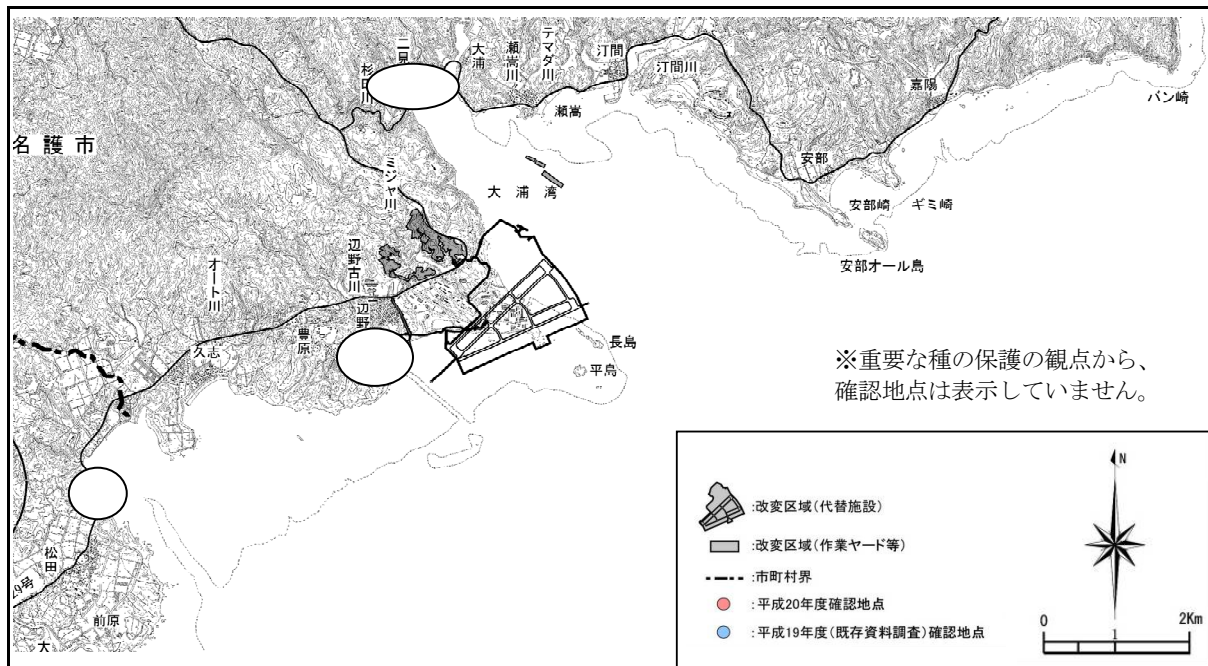 二見
杉田川
大浦
瀬嵩川
テマダ川
汀間
汀間川
嘉陽
バン崎
瀬嵩
名護市
安部
ミジャ川
大浦湾
安部崎
ギミ崎
安部オール島
辺野古川
オート川
辺野
豊原
久志
長島
平島
※重要な種の保護の観点から、
確認地点は表示していません。
松田
29号
前原
大
:改変区域(代替施設)
:改変区域(作業ヤード等)
:市町村界
:平成20年度確認地点
:平成19年度(既存資料調査)確認地点
N
0 1 2Km